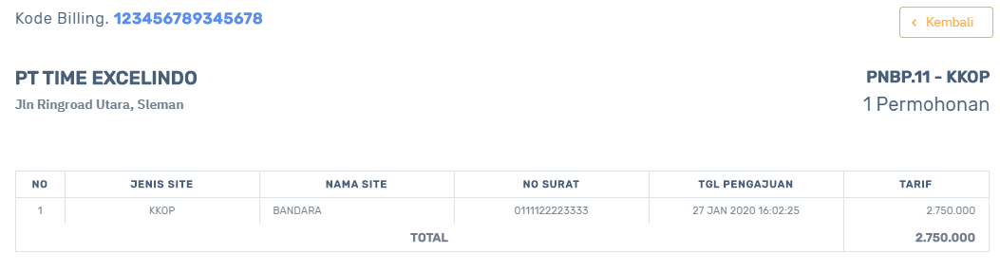 Kode Billing. 123456789345678
‹ Kembali
PT TIME EXCELINDO
PNBP.11 - KKOP
Jln Ringroad Utara, Sleman
1 Permohonan
NO JENIS SITE NAMA SITE NO SURAT TGL PENGAJUAN TARIF
1 KKOP BANDARA 0111122223333 27 JAN 2020 16:02:25 2.750.000
TOTAL 2.750.000